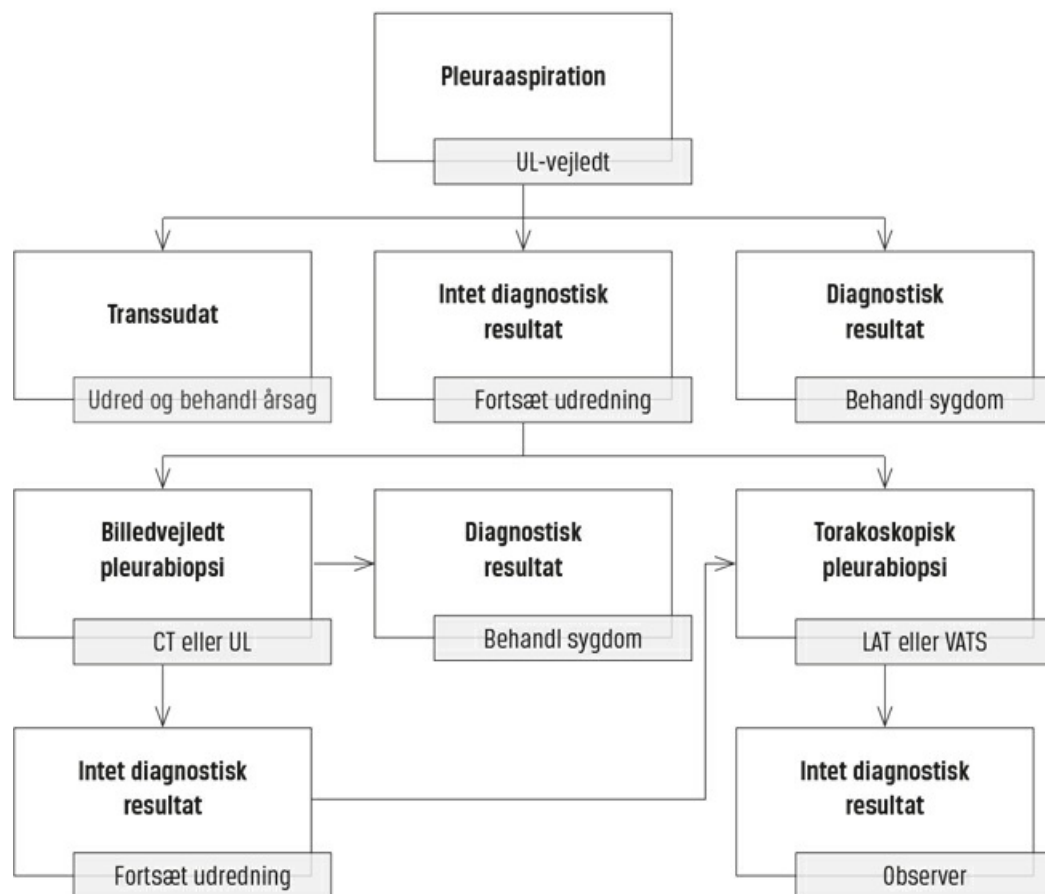 Pleuraaspiration
UL-vejledt
Transsudat
Udred og behandl årsag
Intet diagnostisk
resultat
Fortsæt udredning
Diagnostisk
resultat
Behandl sygdom
Billedvejledt
pleurabiopsi
CT eller UL
Diagnostisk
resultat
Behandl sygdom
Torakoskopisk
pleurabiopsi
LAT eller VATS
Intet diagnostisk
resultat
Fortsæt udredning
Intet diagnostisk
resultat
Observer